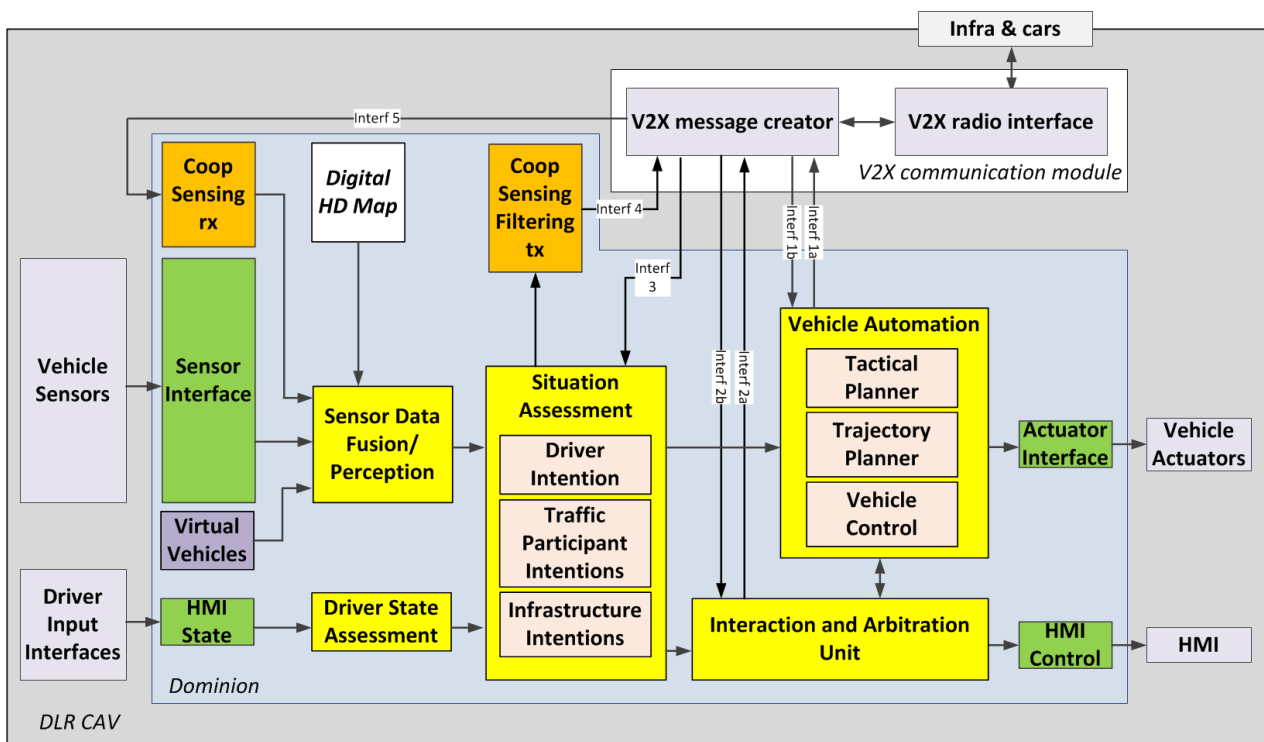 Infra & cars
V2X message creator
V2X radio interface
V2X communication module
Interf 5
Coop
Sensing
rx
Digital
HD Map
Coop
Sensing
Filtering
tx
Interf 4
Interf
3
Interf 2b
Interf 2a
Interf 1b
Interf 1a
Vehicle
Sensors
Sensor
Interface
Virtual
Vehicles
Sensor Data
Fusion/
Perception
Situation
Assessment
Driver
Intention
Traffic
Participant
Intentions
Infrastructure
Intentions
Vehicle Automation
Tactical
Planner
Trajectory
Planner
Vehicle
Control
Actuator
Interface
Vehicle
Actuators
Driver
Input
Interfaces
HMI
State
Driver State
Assessment
Interaction and Arbitration
Unit
HMI
Control
HMI
Dominion
DLR CAV